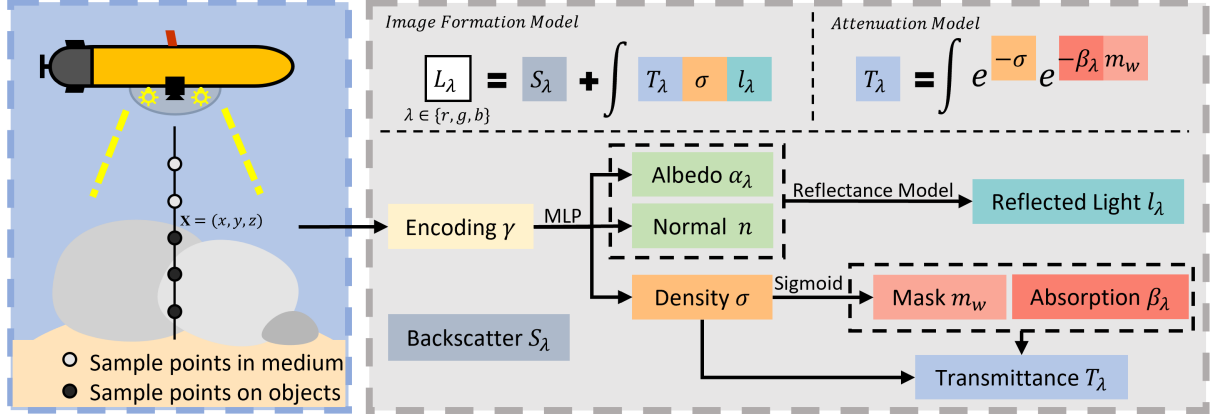 X = (x, y, z)
Sample points in medium
Sample points on objects
Image Formation Model
L_λ = S_λ + ∫ T_λ σ l_λ
λ ∈ {r, g, b}
Attenuation Model
T_λ = ∫ e^{-σ} e^{-β_λ m_w}
Encoding γ
MLP
Albedo α_λ
Normal n
Reflectance Model
Reflected Light l_λ
Density σ
Sigmoid
Mask m_w
Absorption β_λ
Backscatter S_λ
Transmittance T_λ